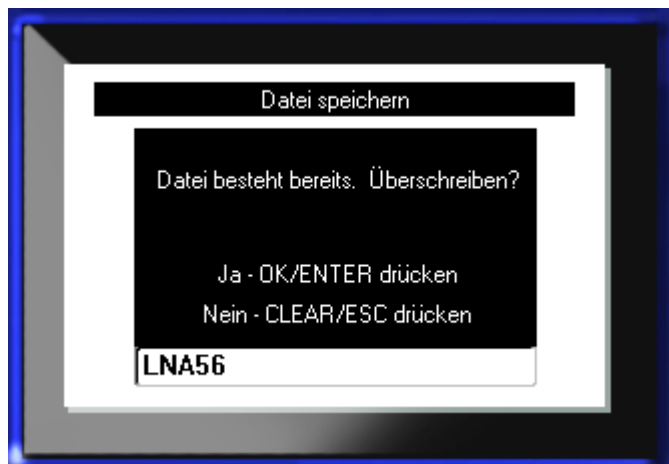 Datei speichern
Datei besteht bereits. Überschreiben?
Ja - OK/ENTER drücken
Nein - CLEAR/ESC drücken
LNA56